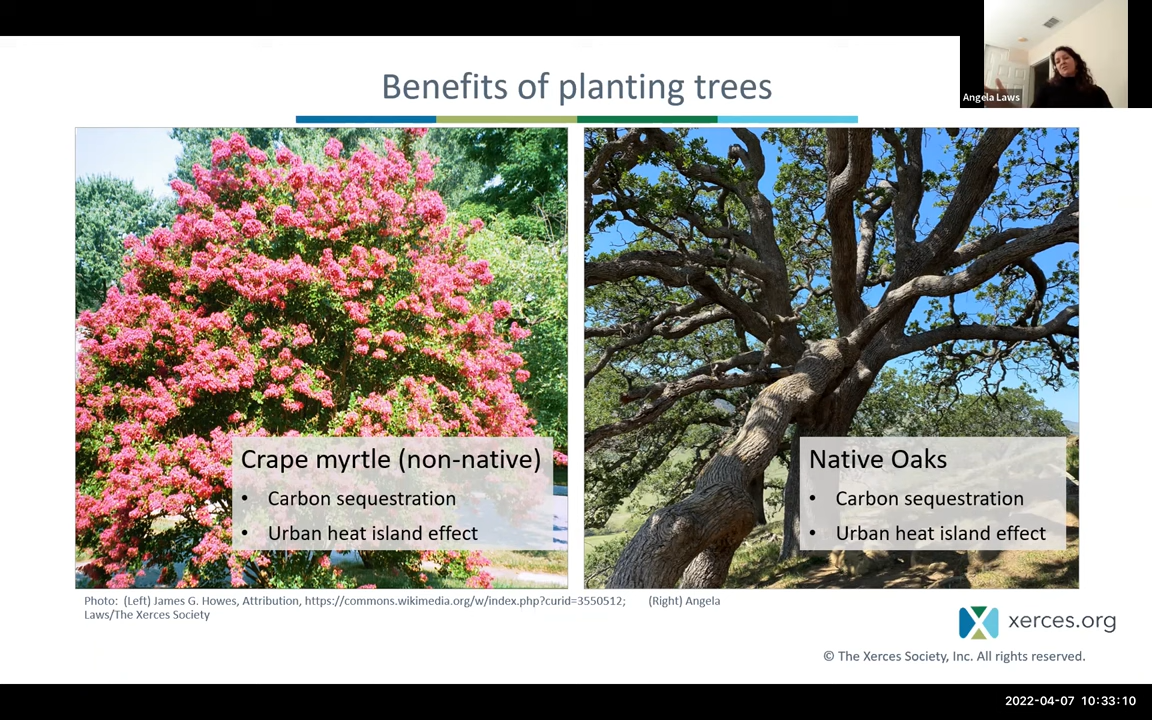 Benefits of planting trees
Angela Laws
Crape myrtle (non-native)
• Carbon sequestration
• Urban heat island effect
Native Oaks
• Carbon sequestration
• Urban heat island effect
Photo: (Left) James G. Howes, Attribution, https://commons.wikimedia.org/w/index.php?curid=3550512; (Right) Angela
Laws/The Xerces Society
xerces.org
© The Xerces Society, Inc. All rights reserved.
2022-04-07 10:33:10